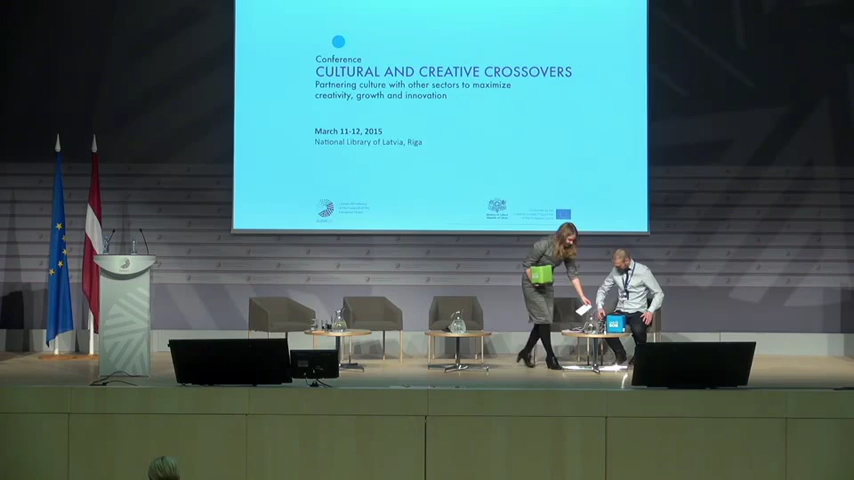 Conference
CULTURAL AND CREATIVE CROSSOVERS
Partnering culture with other sectors to maximize
creativity, growth and innovation
March 11-12, 2015
National Library of Latvia, Riga